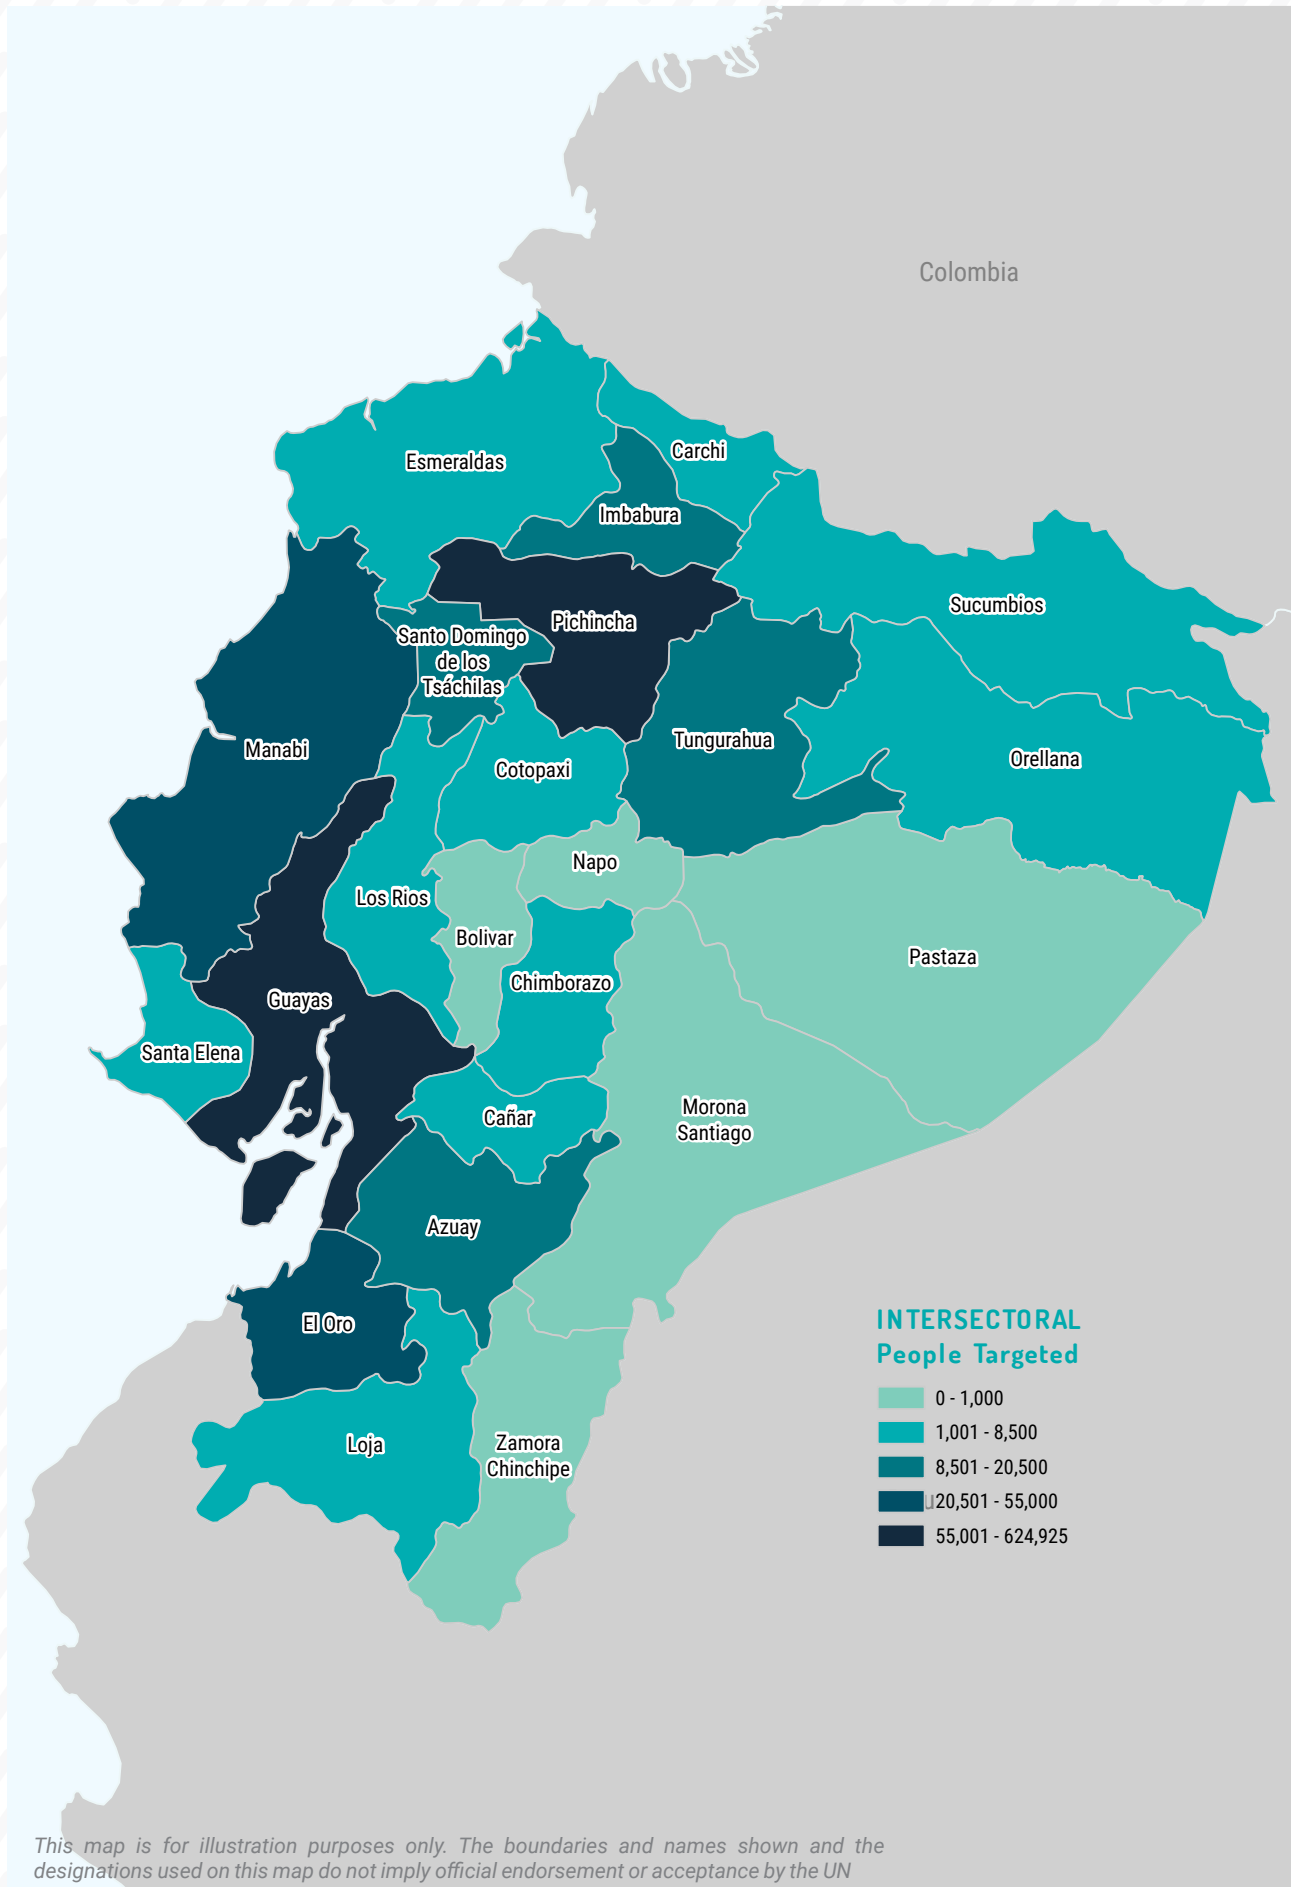 Colombia
Esmeraldas
Carchi
Imbabura
Sucumbios
Pichincha
Santo Domingo
de los
Tsáchilas
Manabi
Tungurahua
Orellana
Cotopaxi
Napo
Los Rios
Bolivar
Pastaza
Chimborazo
Guayas
Santa Elena
Cañar
Morona
Santiago
Azuay
El Oro
Loja
Zamora
Chinchipe
INTERSECTORAL
People Targeted
0 - 1,000
1,001 - 8,500
8,501 - 20,500
u20,501 - 55,000
55,001 - 624,925
This map is for illustration purposes only. The boundaries and names shown and the
designations used on this map do not imply official endorsement or acceptance by the UN